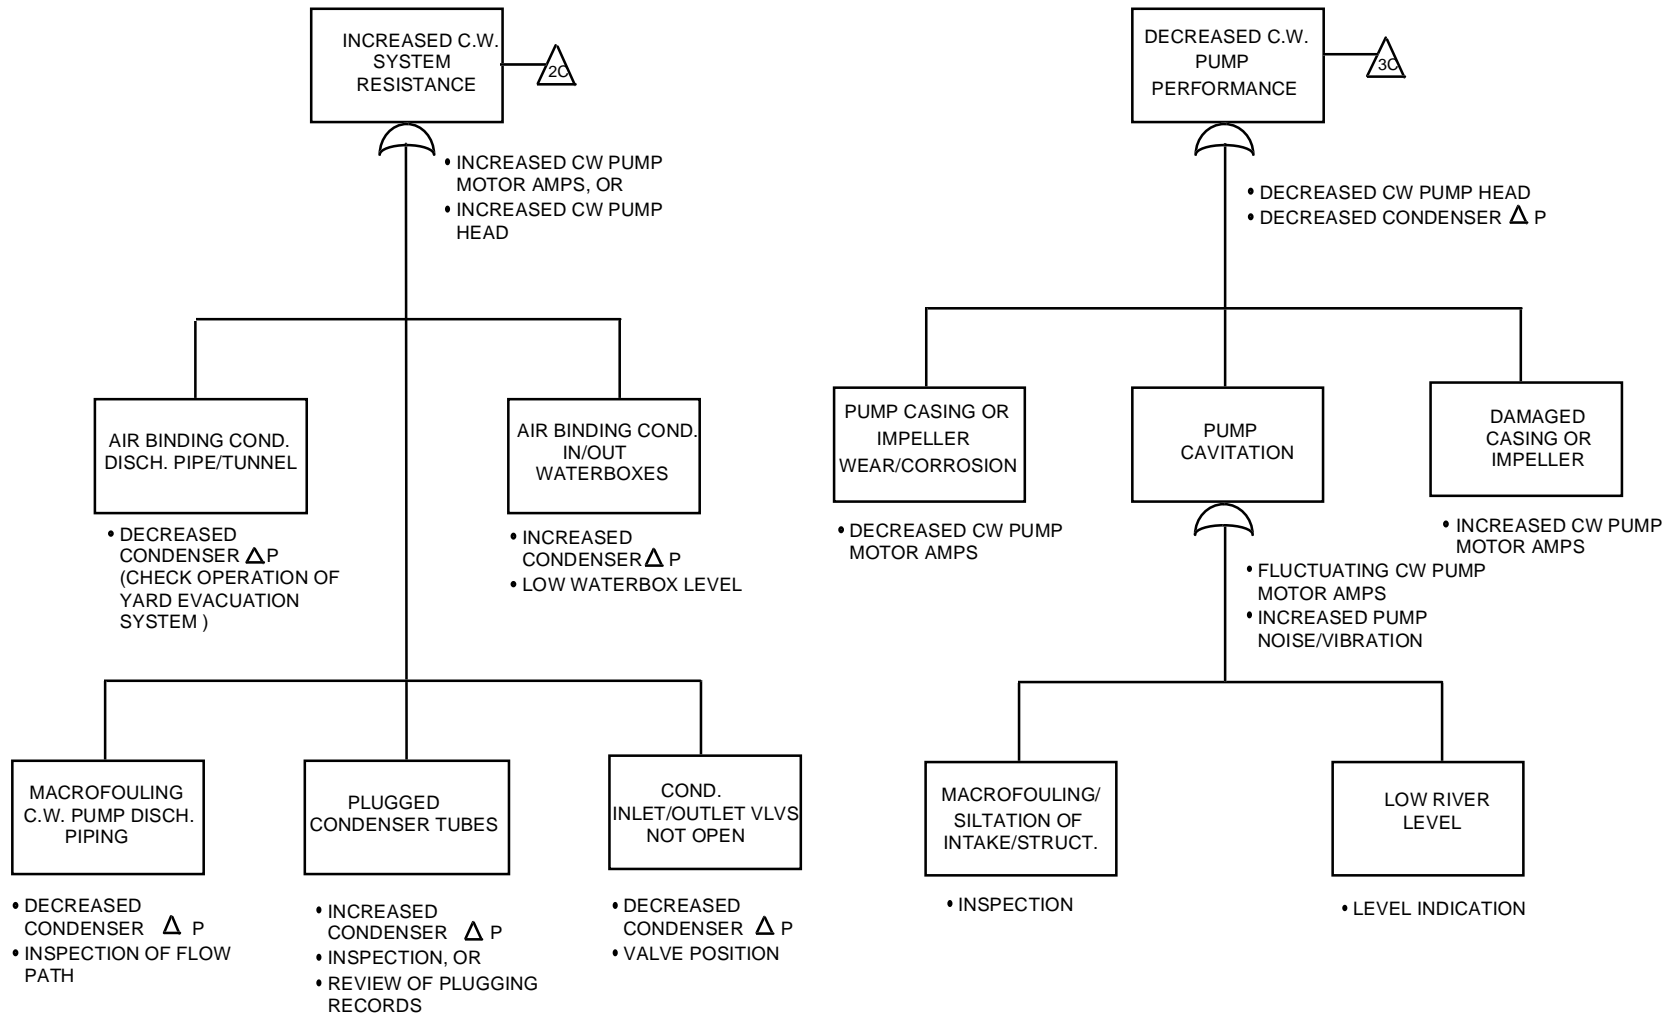 INCREASED C.W.
SYSTEM
RESISTANCE
2C
• INCREASED CW PUMP
MOTOR AMPS, OR
• INCREASED CW PUMP
HEAD
AIR BINDING COND.
DISCH. PIPE/TUNNEL
• DECREASED
CONDENSER Δ P
(CHECK OPERATION OF
YARD EVACUATION
SYSTEM )
AIR BINDING COND.
IN/OUT
WATERBOXES
• INCREASED
CONDENSER Δ P
• LOW WATERBOX LEVEL
MACROFOULING
C.W. PUMP DISCH.
PIPING
• DECREASED
CONDENSER Δ P
• INSPECTION OF FLOW
PATH
PLUGGED
CONDENSER TUBES
• INCREASED
CONDENSER Δ P
• INSPECTION, OR
• REVIEW OF PLUGGING
RECORDS
COND.
INLET/OUTLET VLVS
NOT OPEN
• DECREASED
CONDENSER Δ P
• VALVE POSITION
DECREASED C.W.
PUMP
PERFORMANCE
3C
• DECREASED CW PUMP HEAD
• DECREASED CONDENSER Δ P
PUMP CASING OR
IMPELLER
WEAR/CORROSION
• DECREASED CW PUMP
MOTOR AMPS
PUMP
CAVITATION
• FLUCTUATING CW PUMP
MOTOR AMPS
• INCREASED PUMP
NOISE/VIBRATION
DAMAGED
CASING OR
IMPELLER
• INCREASED CW PUMP
MOTOR AMPS
MACROFOULING/
SILTATION OF
INTAKE/STRUCT.
• INSPECTION
LOW RIVER
LEVEL
• LEVEL INDICATION